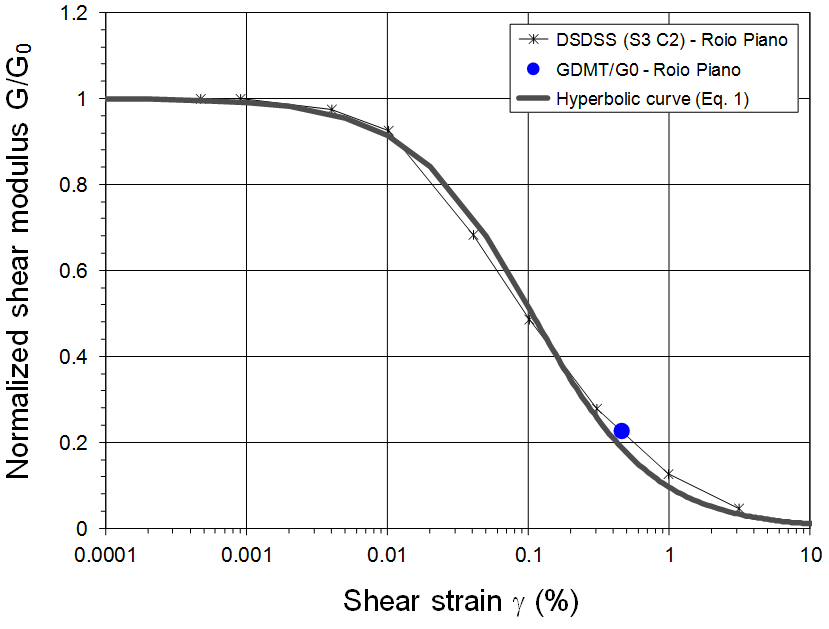 Normalized shear modulus G/G0
1.2
1
0.8
0.6
0.4
0.2
0
DSDSS (S3 C2) - Roio Piano
GDMT/G0 - Roio Piano
Hyperbolic curve (Eq. 1)
0.0001
0.001
0.01
0.1
1
10
Shear strain γ (%)